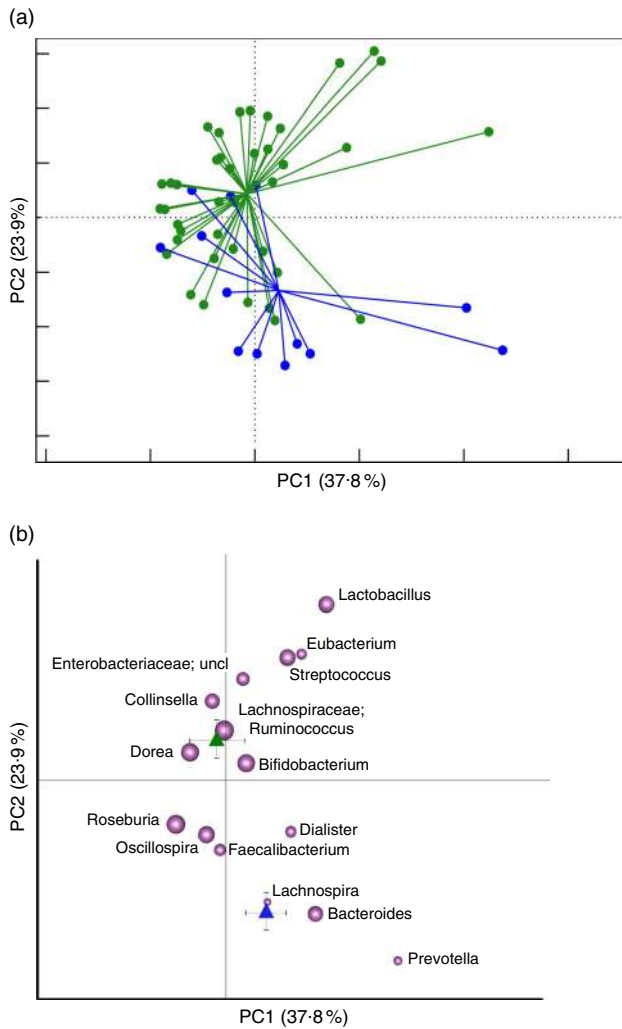 (a)
PC2 (23·9 %)
PC1 (37·8 %)
(b)
Lactobacillus
Eubacterium
Enterobacteriaceae; uncl
Streptococcus
Collinsella
Lachnospiraceae;
Ruminococcus
Dorea
Bifidobacterium
PC2 (23·9 %)
Roseburia
Dialister
Oscillospira
Faecalibacterium
Lachnospira
Bacteroides
Prevotella
PC1 (37·8 %)